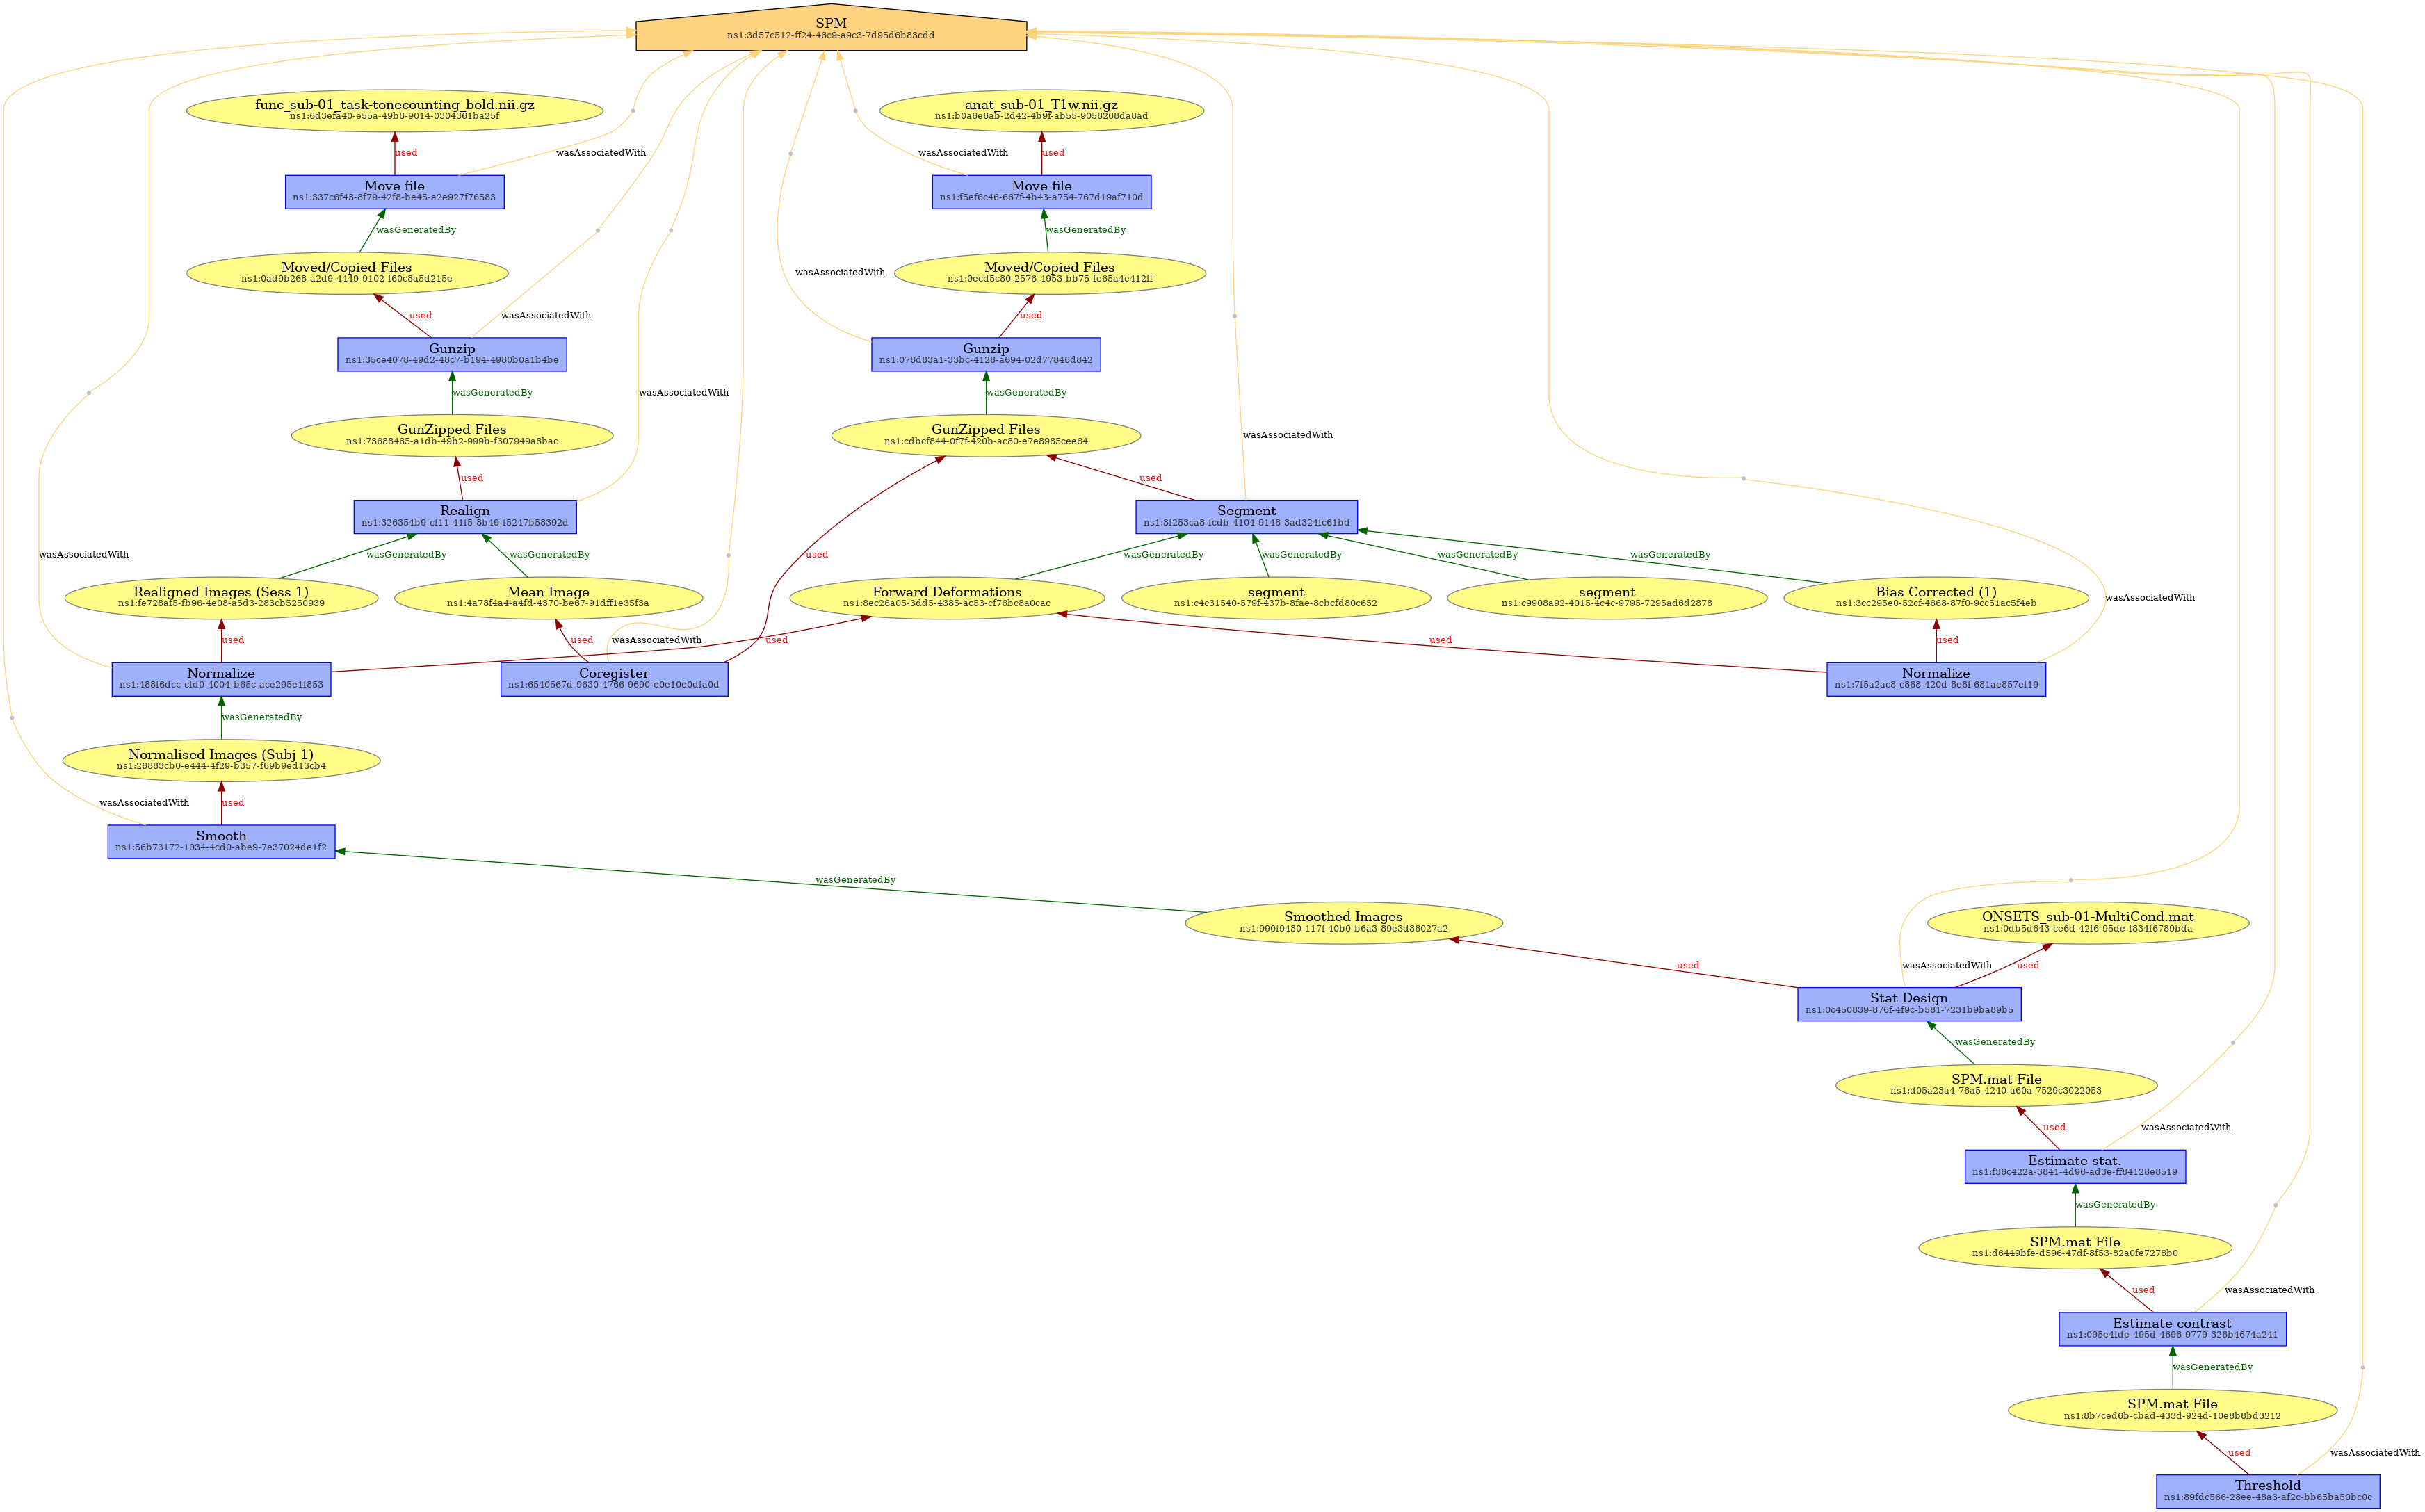 SPM
ns1:3d57c512-ff24-46c9-a9c3-7d95d6b83cdd
func_sub-01_task-tonecounting_bold.nii.gz
ns1:6d3efa40-e55a-49b8-9014-0304361ba25f
anat_sub-01_T1w.nii.gz
ns1:b0a6e6ab-2d42-4b9f-ab55-9056268da8ad
used
wasAssociatedWith
wasAssociatedWith
used
Move file
ns1:337c6f43-8f79-42f8-be45-a2e927f76583
Move file
ns1:f5ef6c46-667f-4b43-a754-767d19af710d
wasGeneratedBy
wasGeneratedBy
Moved/Copied Files
ns1:0ad9b268-a2d9-4449-9102-f60c8a5d215e
wasAssociatedWith
Moved/Copied Files
ns1:0ecd5c80-2576-4953-bb75-fe65a4e412ff
used
wasAssociatedWith
used
Gunzip
ns1:35ce4078-49d2-48c7-b194-4980b0a1b4be
Gunzip
ns1:078d83a1-33bc-4128-a694-02d77846d842
wasGeneratedBy
wasAssociatedWith
wasGeneratedBy
GunZipped Files
ns1:73688465-a1db-49b2-999b-f307949a8bac
GunZipped Files
ns1:cdbcf844-0f7f-420b-ac80-e7e8985cee64
wasAssociatedWith
used
used
Realign
ns1:326354b9-cf11-41f5-8b49-f5247b58392d
Segment
ns1:3f253ca8-fcdb-4104-9148-3ad324fc61bd
wasAssociatedWith
wasGeneratedBy
wasGeneratedBy
used
wasGeneratedBy
wasGeneratedBy
wasGeneratedBy
wasGeneratedBy
Realigned Images (Sess 1)
ns1:fe728af5-fb96-4e08-a5d3-283cb5250939
Mean Image
ns1:4a78f4a4-a4fd-4370-be67-91dff1e35f3a
Forward Deformations
ns1:8ec26a05-3dd5-4385-ac53-cf76bc8a0cac
segment
ns1:c4c31540-579f-437b-8fae-8cbcfd80c652
segment
ns1:c9908a92-4015-4c4c-9795-7295ad6d2878
Bias Corrected (1)
ns1:3cc295e0-52cf-4668-87f0-9cc51ac5f4eb
wasAssociatedWith
used
used
wasAssociatedWith
used
used
used
Normalize
ns1:488f6dcc-cfd0-4004-b65c-ace295e1f853
Coregister
ns1:6540567d-9630-4766-9690-e0e10e0dfa0d
Normalize
ns1:7f5a2ac8-c868-420d-8e8f-681ae857ef19
wasGeneratedBy
Normalised Images (Subj 1)
ns1:26883cb0-e444-4f29-b357-f69b9ed13cb4
wasAssociatedWith
used
Smooth
ns1:56b73172-1034-4cd0-abe9-7e37024de1f2
wasGeneratedBy
Smoothed Images
ns1:990f9430-117f-40b0-b6a3-89e3d36027a2
ONSETS_sub-01-MultiCond.mat
ns1:0db5d643-ce6d-42f6-95de-f834f6789bda
used
wasAssociatedWith
used
Stat Design
ns1:0c450839-876f-4f9c-b581-7231b9ba89b5
wasGeneratedBy
SPM.mat File
ns1:d05a23a4-76a5-4240-a60a-7529c3022053
used
wasAssociatedWith
Estimate stat.
ns1:f36c422a-3841-4d96-ad3e-ff84128e8519
wasGeneratedBy
SPM.mat File
ns1:d6449bfe-d596-47df-8f53-82a0fe7276b0
used
wasAssociatedWith
Estimate contrast
ns1:095e4fde-495d-4696-9779-326b4674a241
wasGeneratedBy
SPM.mat File
ns1:8b7ced6b-cbad-433d-924d-10e8b8bd3212
used
wasAssociatedWith
Threshold
ns1:89fdc566-28ee-48a3-af2c-bb65ba50bc0c